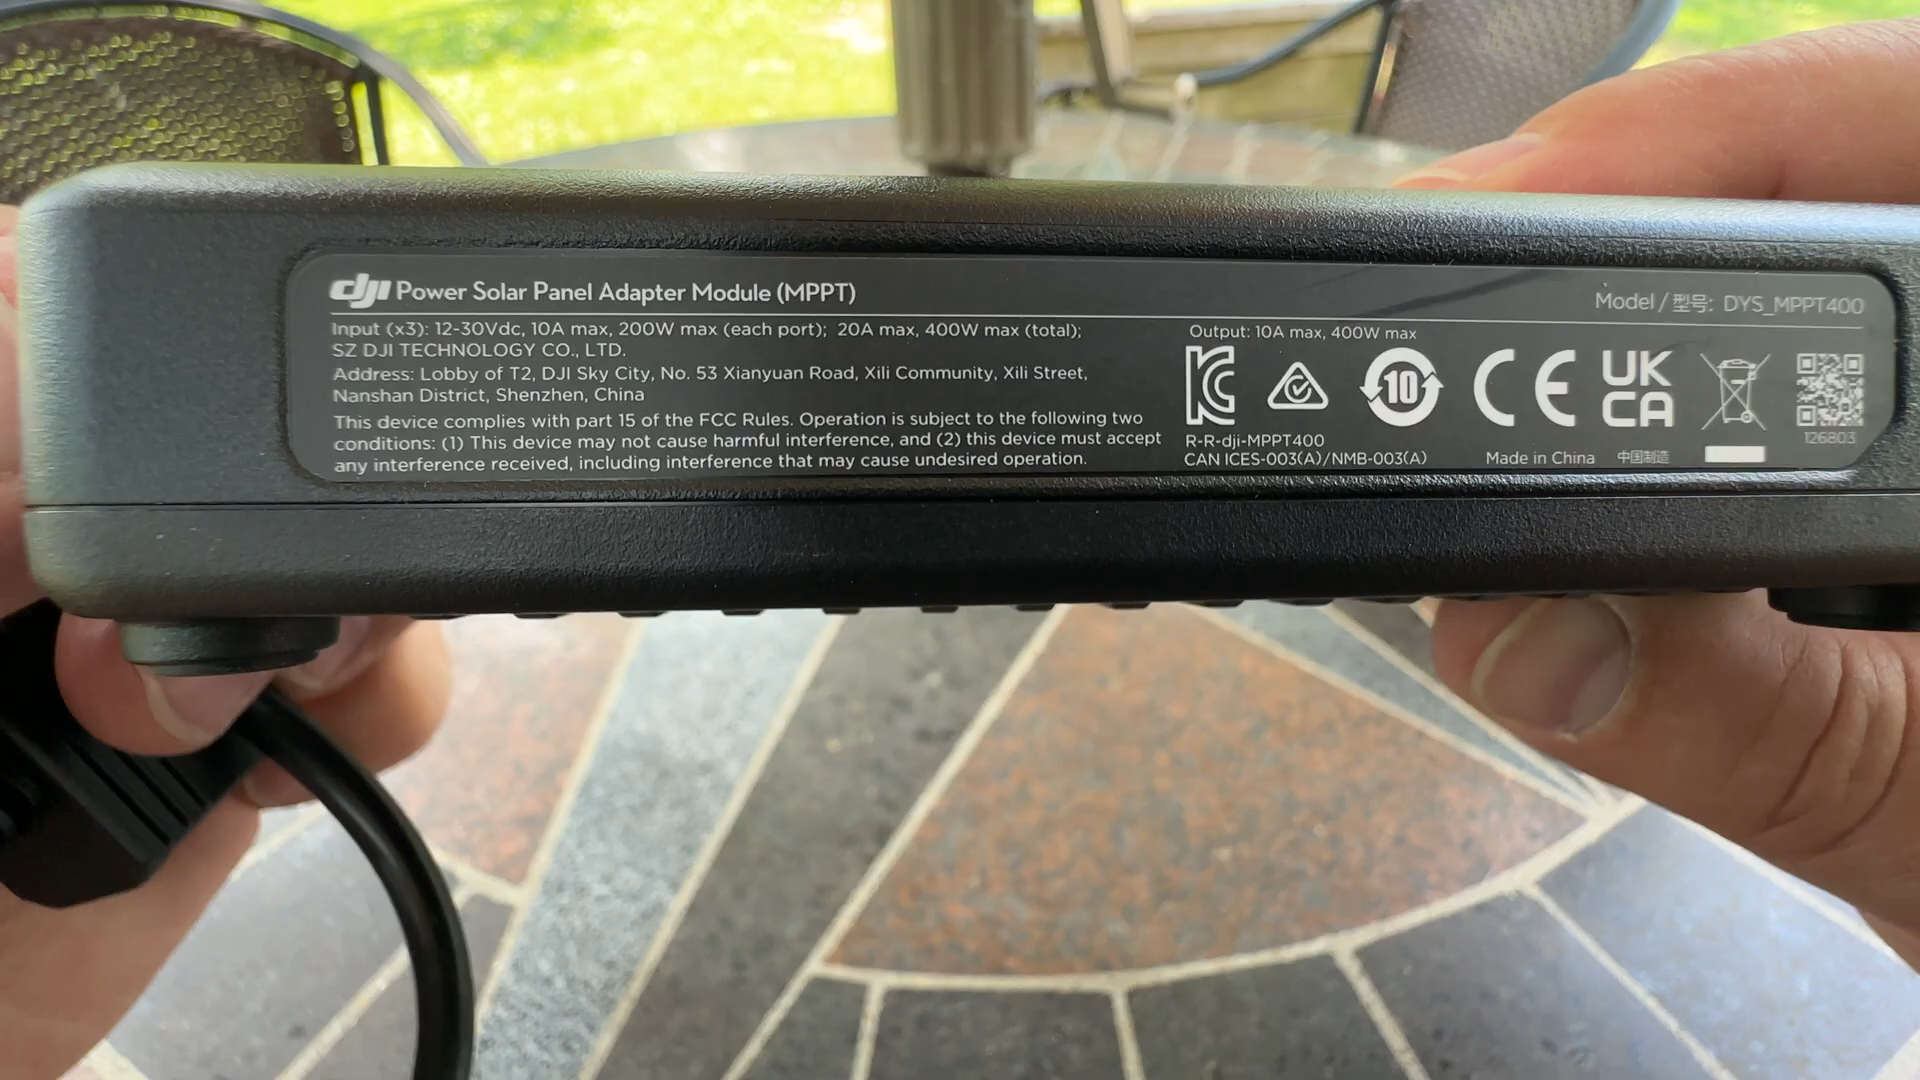 dji Power Solar Panel Adapter Module (MPPT)
Model / 型号: DYS_MPPT400
Input (x3): 12-30Vdc, 10A max, 200W max (each port); 20A max, 400W max (total);
SZ DJI TECHNOLOGY CO., LTD.
Address: Lobby of T2, DJI Sky City, No. 53 Xianyuan Road, Xili Community, Xili Street,
Nanshan District, Shenzhen, China
This device complies with part 15 of the FCC Rules. Operation is subject to the following two
conditions: (1) This device may not cause harmful interference, and (2) this device must accept
any interference received, including interference that may cause undesired operation.
Output: 10A max, 400W max
10
CE
UK
CA
126803
R-R-dji-MPPT400
CAN ICES-003(A)/NMB-003(A)
Made in China 中国制造